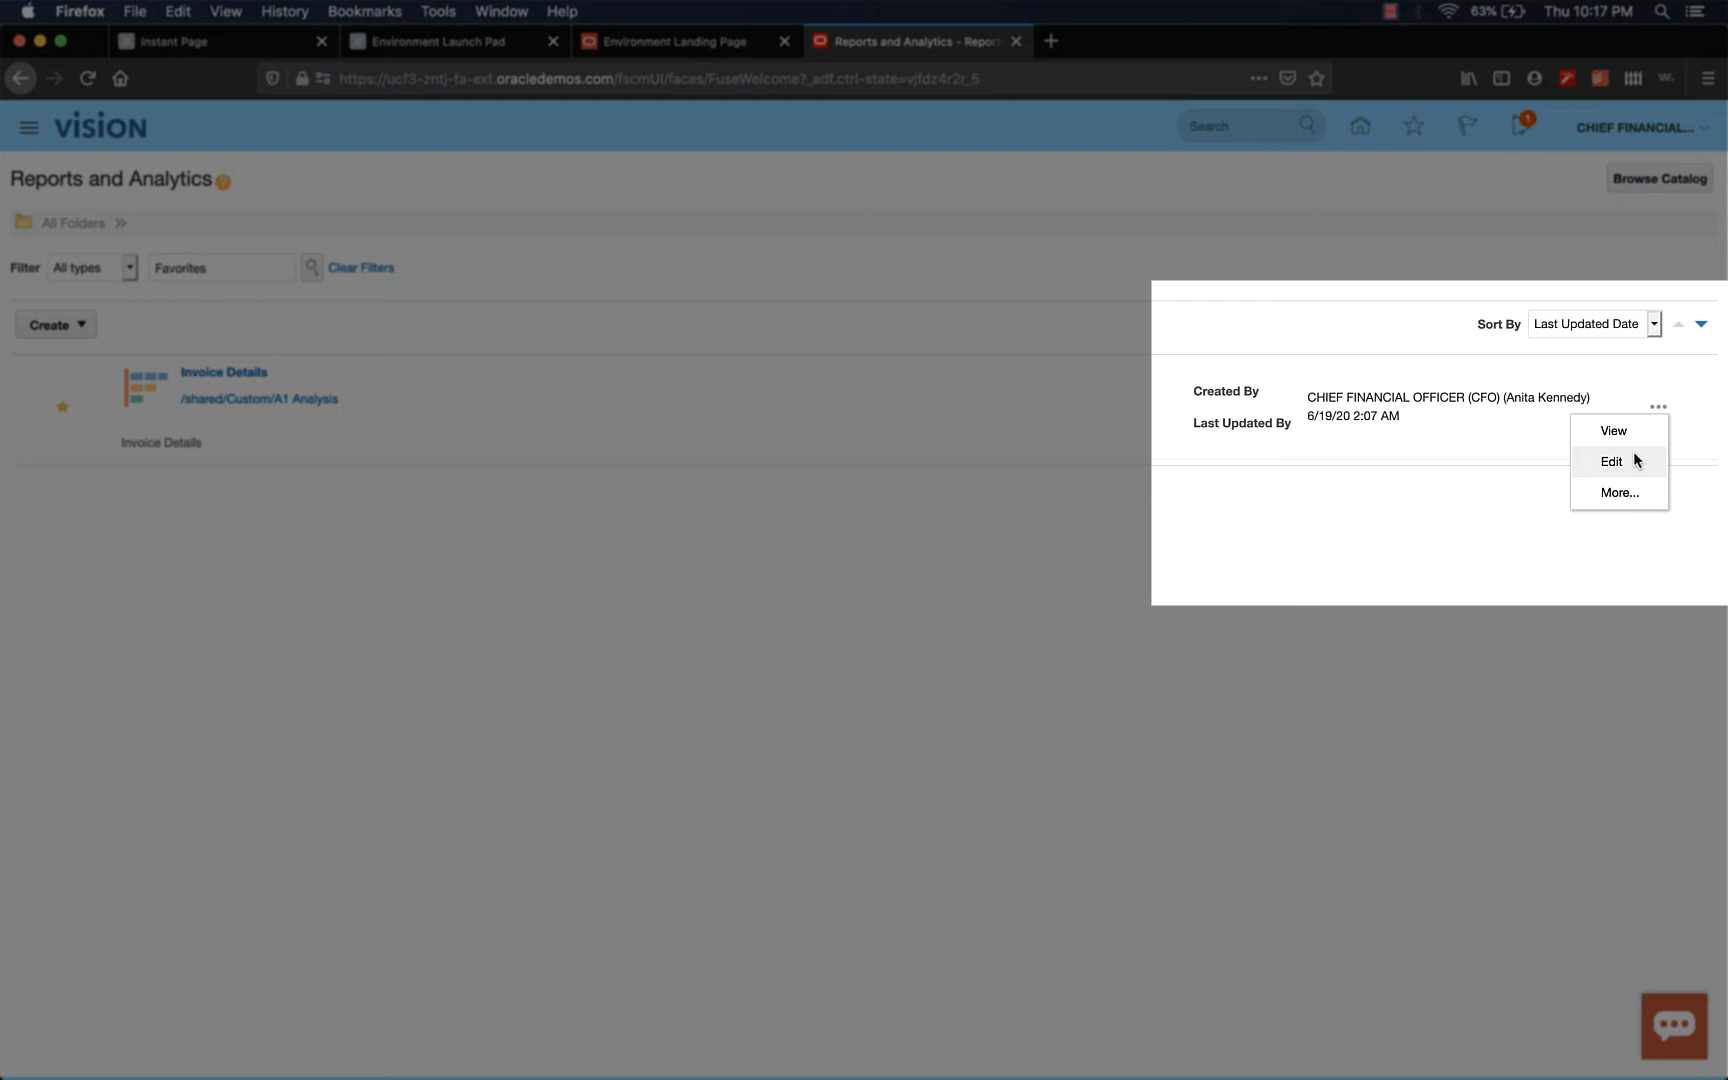 Firefox File Edit View History Bookmarks Tools Window Help 63% Thu 10:17 PM
Instant Page Environment Launch Pad Environment Landing Page Reports and Analytics - Report
https://ucf3-zntj-fa-ext.oracledemos.com/fscmUI/faces/FuseWelcome?_adf.ctrl-state=vjfdz4r2r_5
W.
vision Search 1 CHIEF FINANCIAL...
Reports and Analytics ? Browse Catalog
All Folders
Filter All types Favorites Clear Filters
Create Sort By Last Updated Date
Invoice Details
/shared/Custom/A1 Analysis
Invoice Details
Created By CHIEF FINANCIAL OFFICER (CFO) (Anita Kennedy)
Last Updated By 6/19/20 2:07 AM
View
Edit
More...